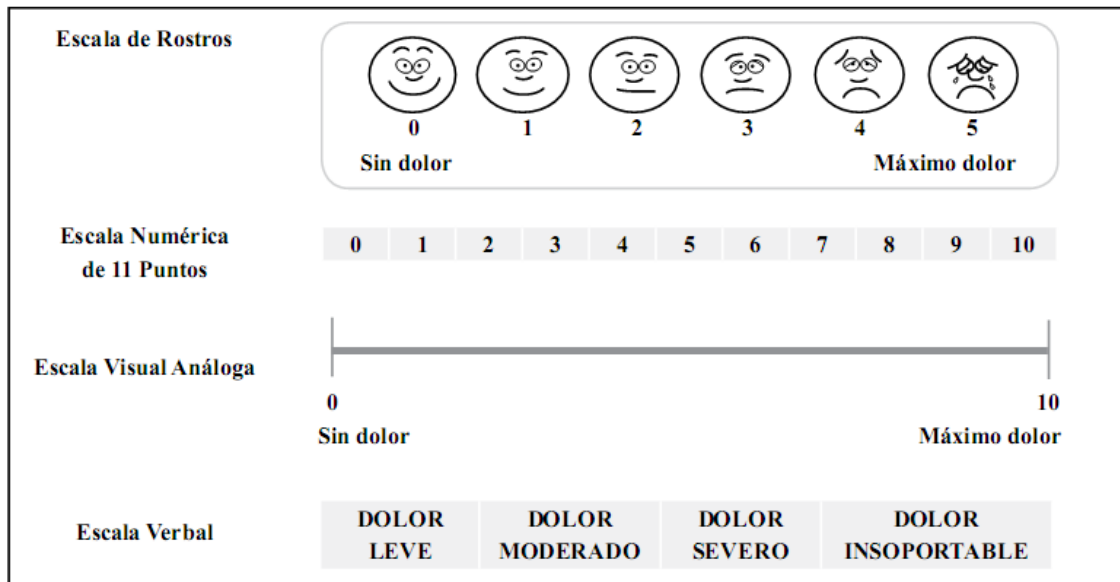 Escala de Rostros
0 1 2 3 4 5
Sin dolor Máximo dolor
Escala Numérica
de 11 Puntos
0 1 2 3 4 5 6 7 8 9 10
Escala Visual Análoga
0 10
Sin dolor Máximo dolor
Escala Verbal
DOLOR LEVE
DOLOR MODERADO
DOLOR SEVERO
DOLOR INSOPORTABLE